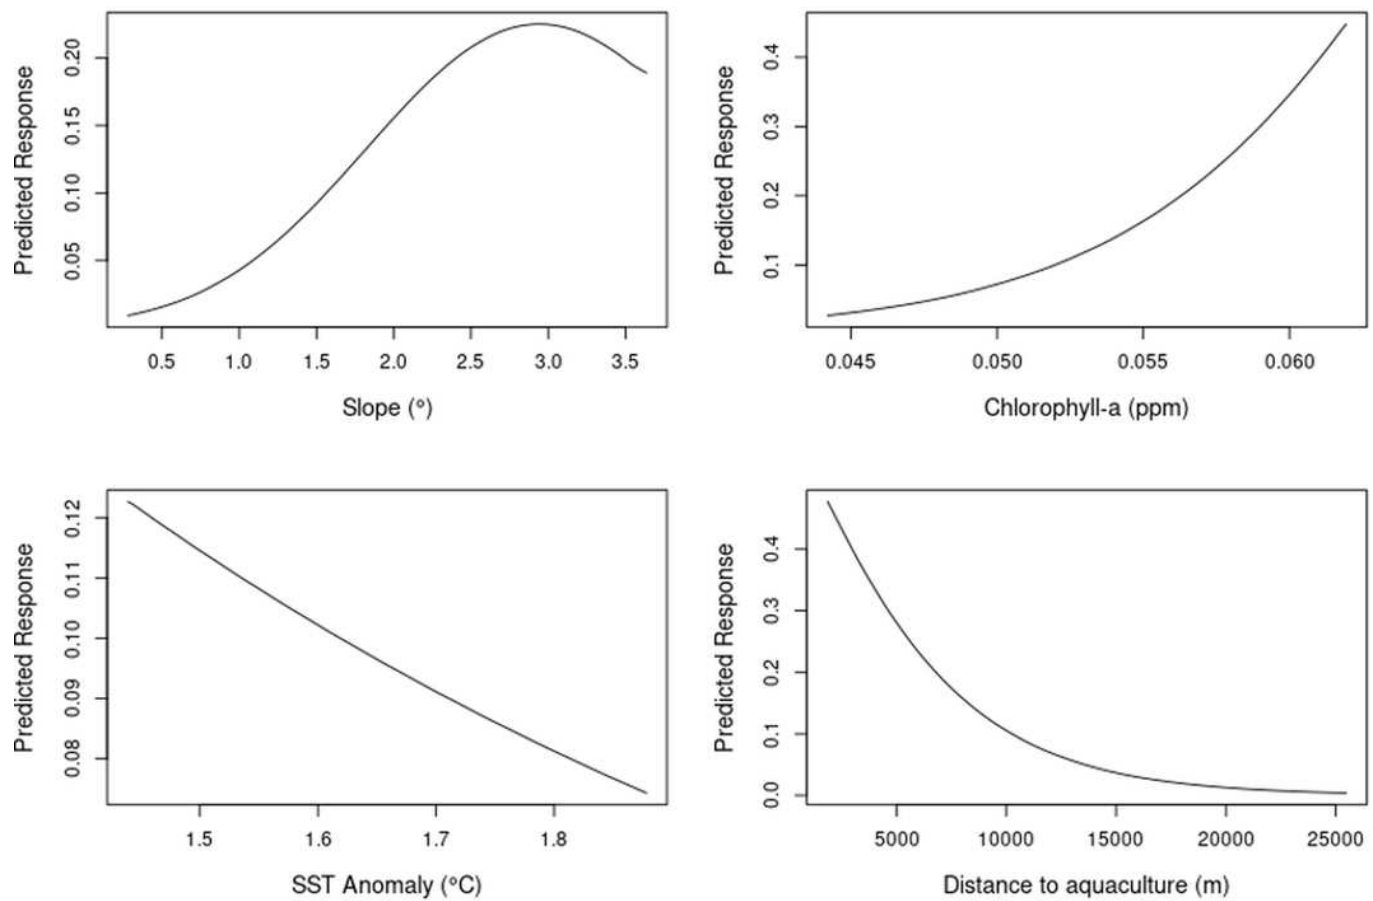 Predicted Response
0.20
0.15
0.10
0.05
0.5 1.0 1.5 2.0 2.5 3.0 3.5
Slope (°)
Predicted Response
0.4
0.3
0.2
0.1
0.045 0.050 0.055 0.060
Chlorophyll-a (ppm)
Predicted Response
0.12
0.11
0.10
0.09
0.08
1.5 1.6 1.7 1.8
SST Anomaly (°C)
Predicted Response
0.4
0.3
0.2
0.1
0.0
5000 10000 15000 20000 25000
Distance to aquaculture (m)